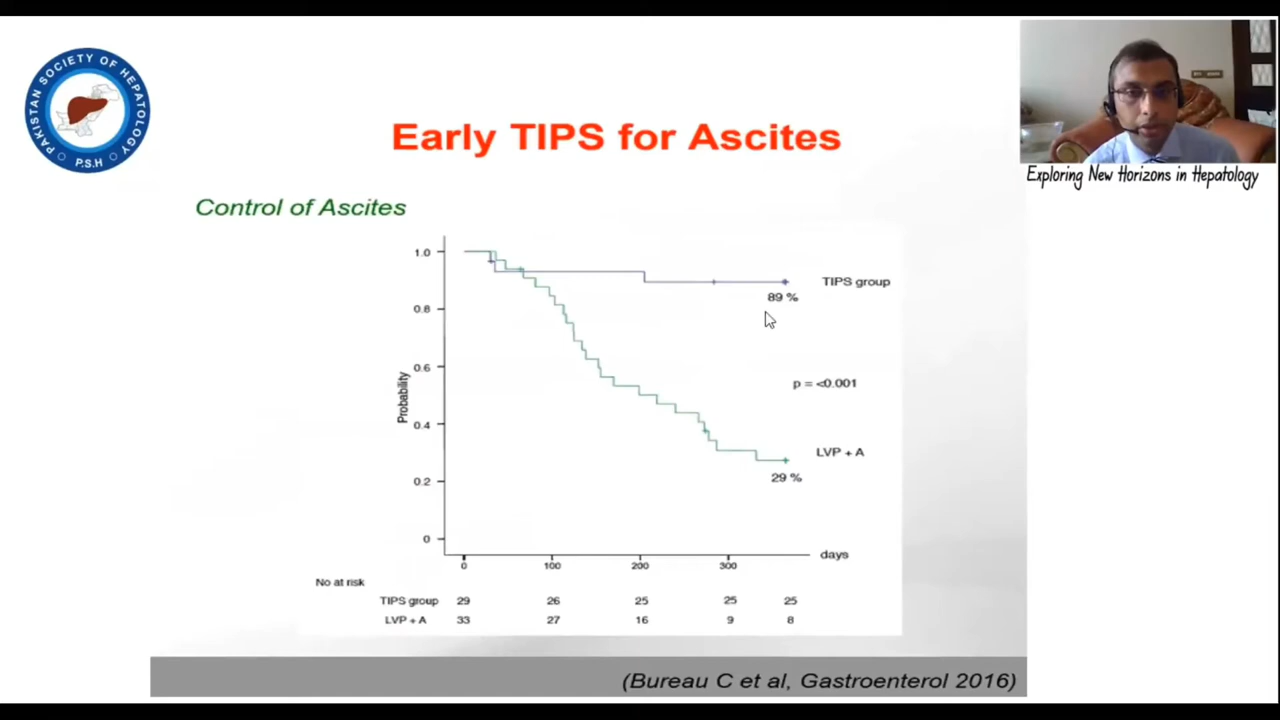 PAKISTAN SOCIETY OF HEPATOLOGY
P.S.H
Early TIPS for Ascites
Exploring New Horizons in Hepatology
Control of Ascites
1.0
0.8
0.6
0.4
0.2
0
Probability
TIPS group
89 %
p = <0.001
LVP + A
29 %
0 100 200 300 days
No at risk
TIPS group 29 26 25 25 25
LVP + A 33 27 16 9 8
(Bureau C et al, Gastroenterol 2016)